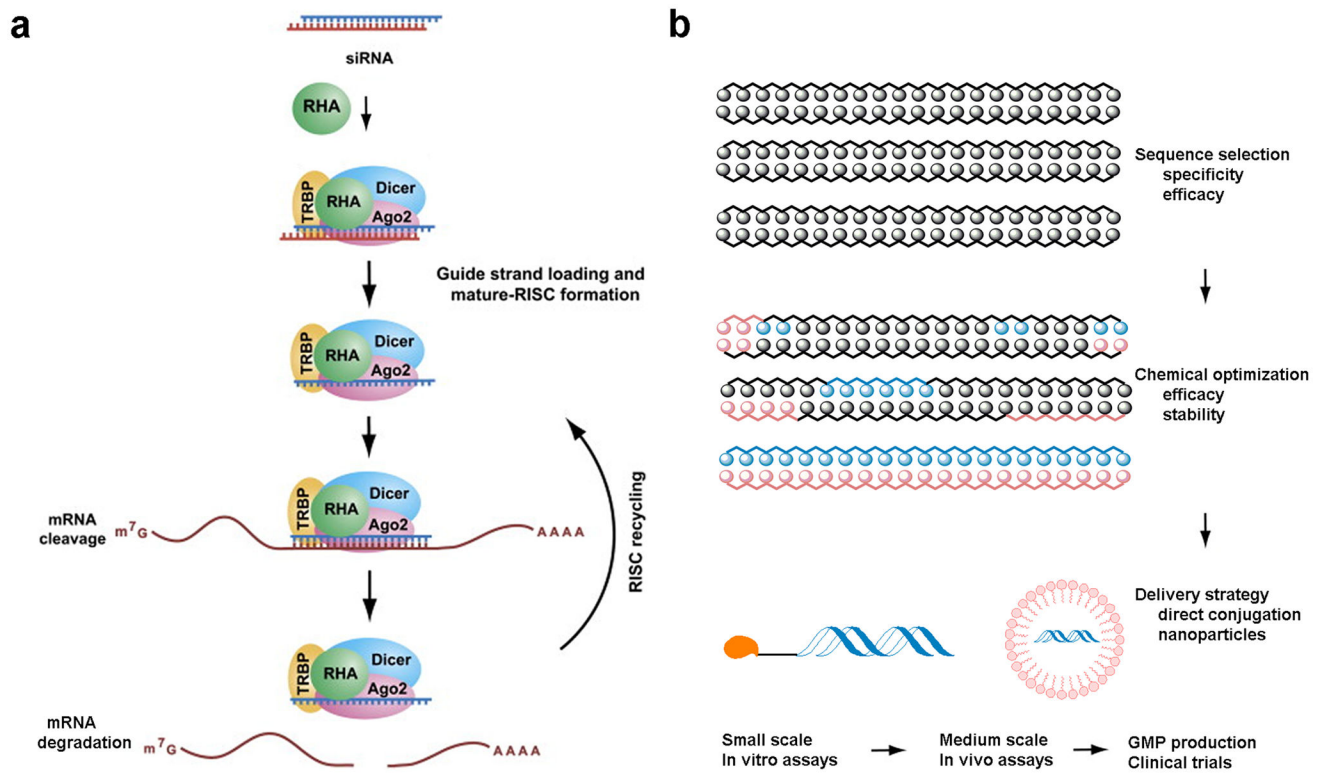 a
siRNA
RHA
TRBP
RHA
Dicer
Ago2
Guide strand loading and
mature-RISC formation
TRBP
RHA
Dicer
Ago2
mRNA
cleavage
m7G
TRBP
RHA
Dicer
Ago2
AAAA
RISC recycling
TRBP
RHA
Dicer
Ago2
mRNA
degradation
m7G
AAAA
b
Sequence selection
specificity
efficacy
Chemical optimization
efficacy
stability
Delivery strategy
direct conjugation
nanoparticles
Small scale
In vitro assays
Medium scale
In vivo assays
GMP production
Clinical trials